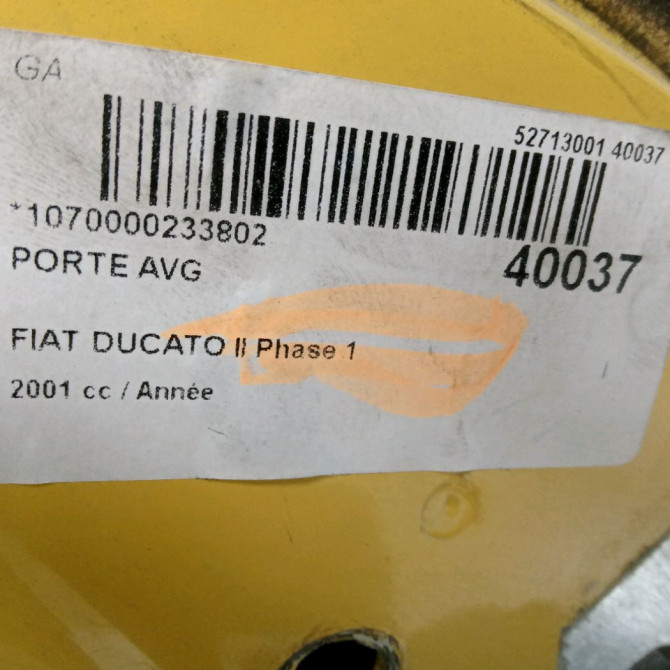 GA
52713001 40037
*1070000233802
40037
PORTE AVG
FIAT DUCATO II Phase 1
2001 cc / Année